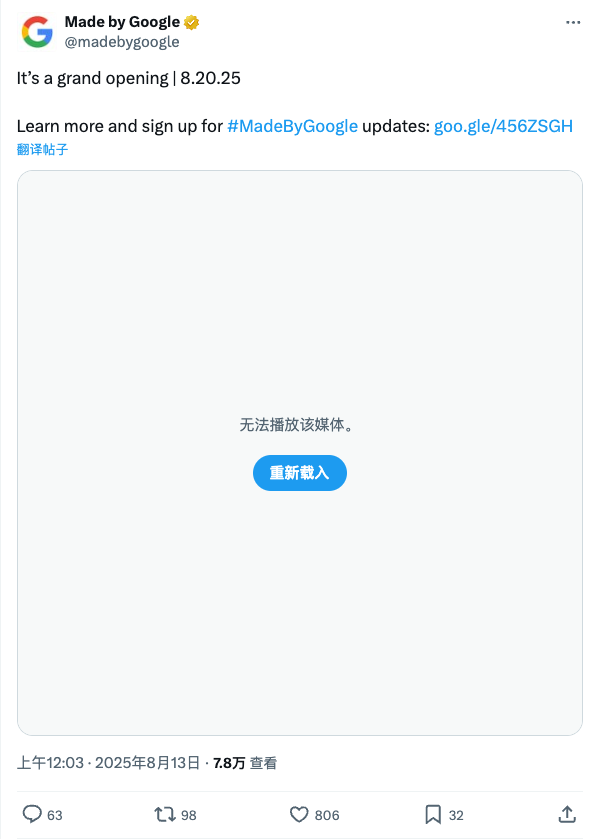 Made by Google
@madebygoogle
It’s a grand opening | 8.20.25
Learn more and sign up for #MadeByGoogle updates: goo.gle/456ZSGH
翻译帖子
无法播放该媒体。
重新载入
上午12:03 · 2025年8月13日 · 7.8万 查看
63 98 806 32